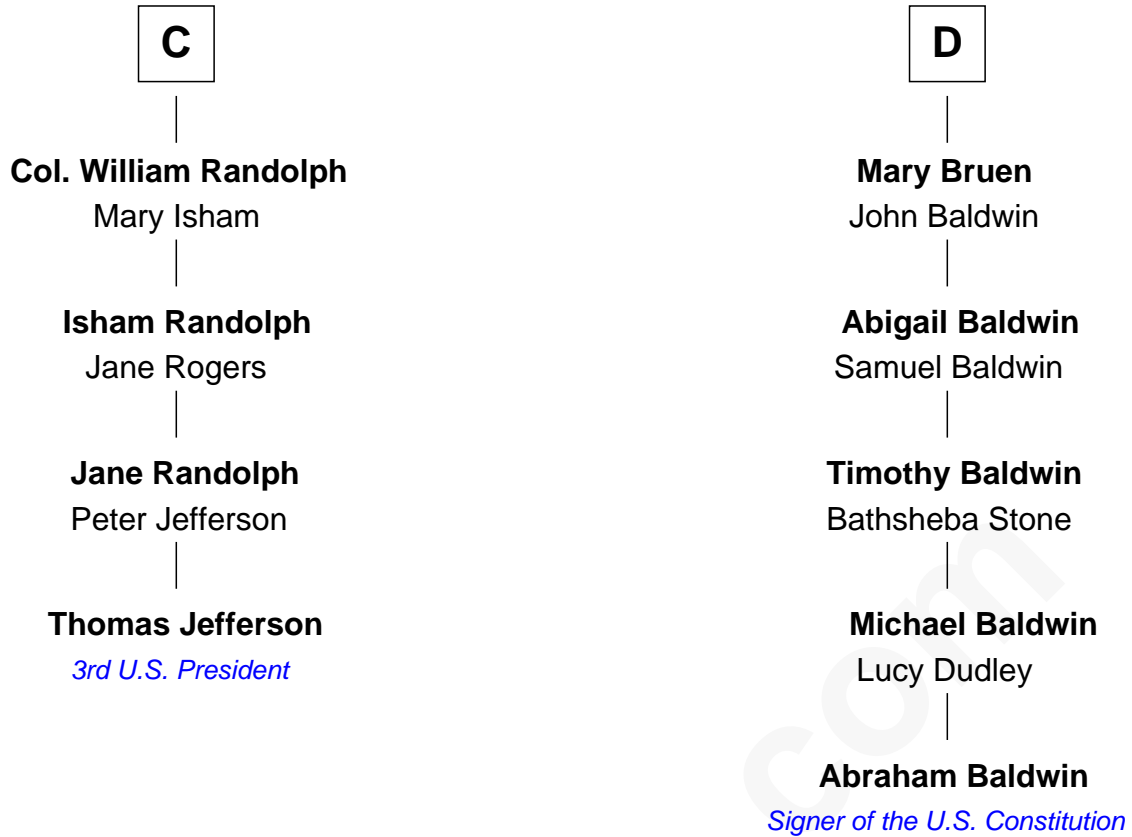 C
Col. William Randolph
Mary Isham
Isham Randolph
Jane Rogers
Jane Randolph
Peter Jefferson
Thomas Jefferson
3rd U.S. President
D
Mary Bruen
John Baldwin
Abigail Baldwin
Samuel Baldwin
Timothy Baldwin
Bathsheba Stone
Michael Baldwin
Lucy Dudley
Abraham Baldwin
Signer of the U.S. Constitution
com